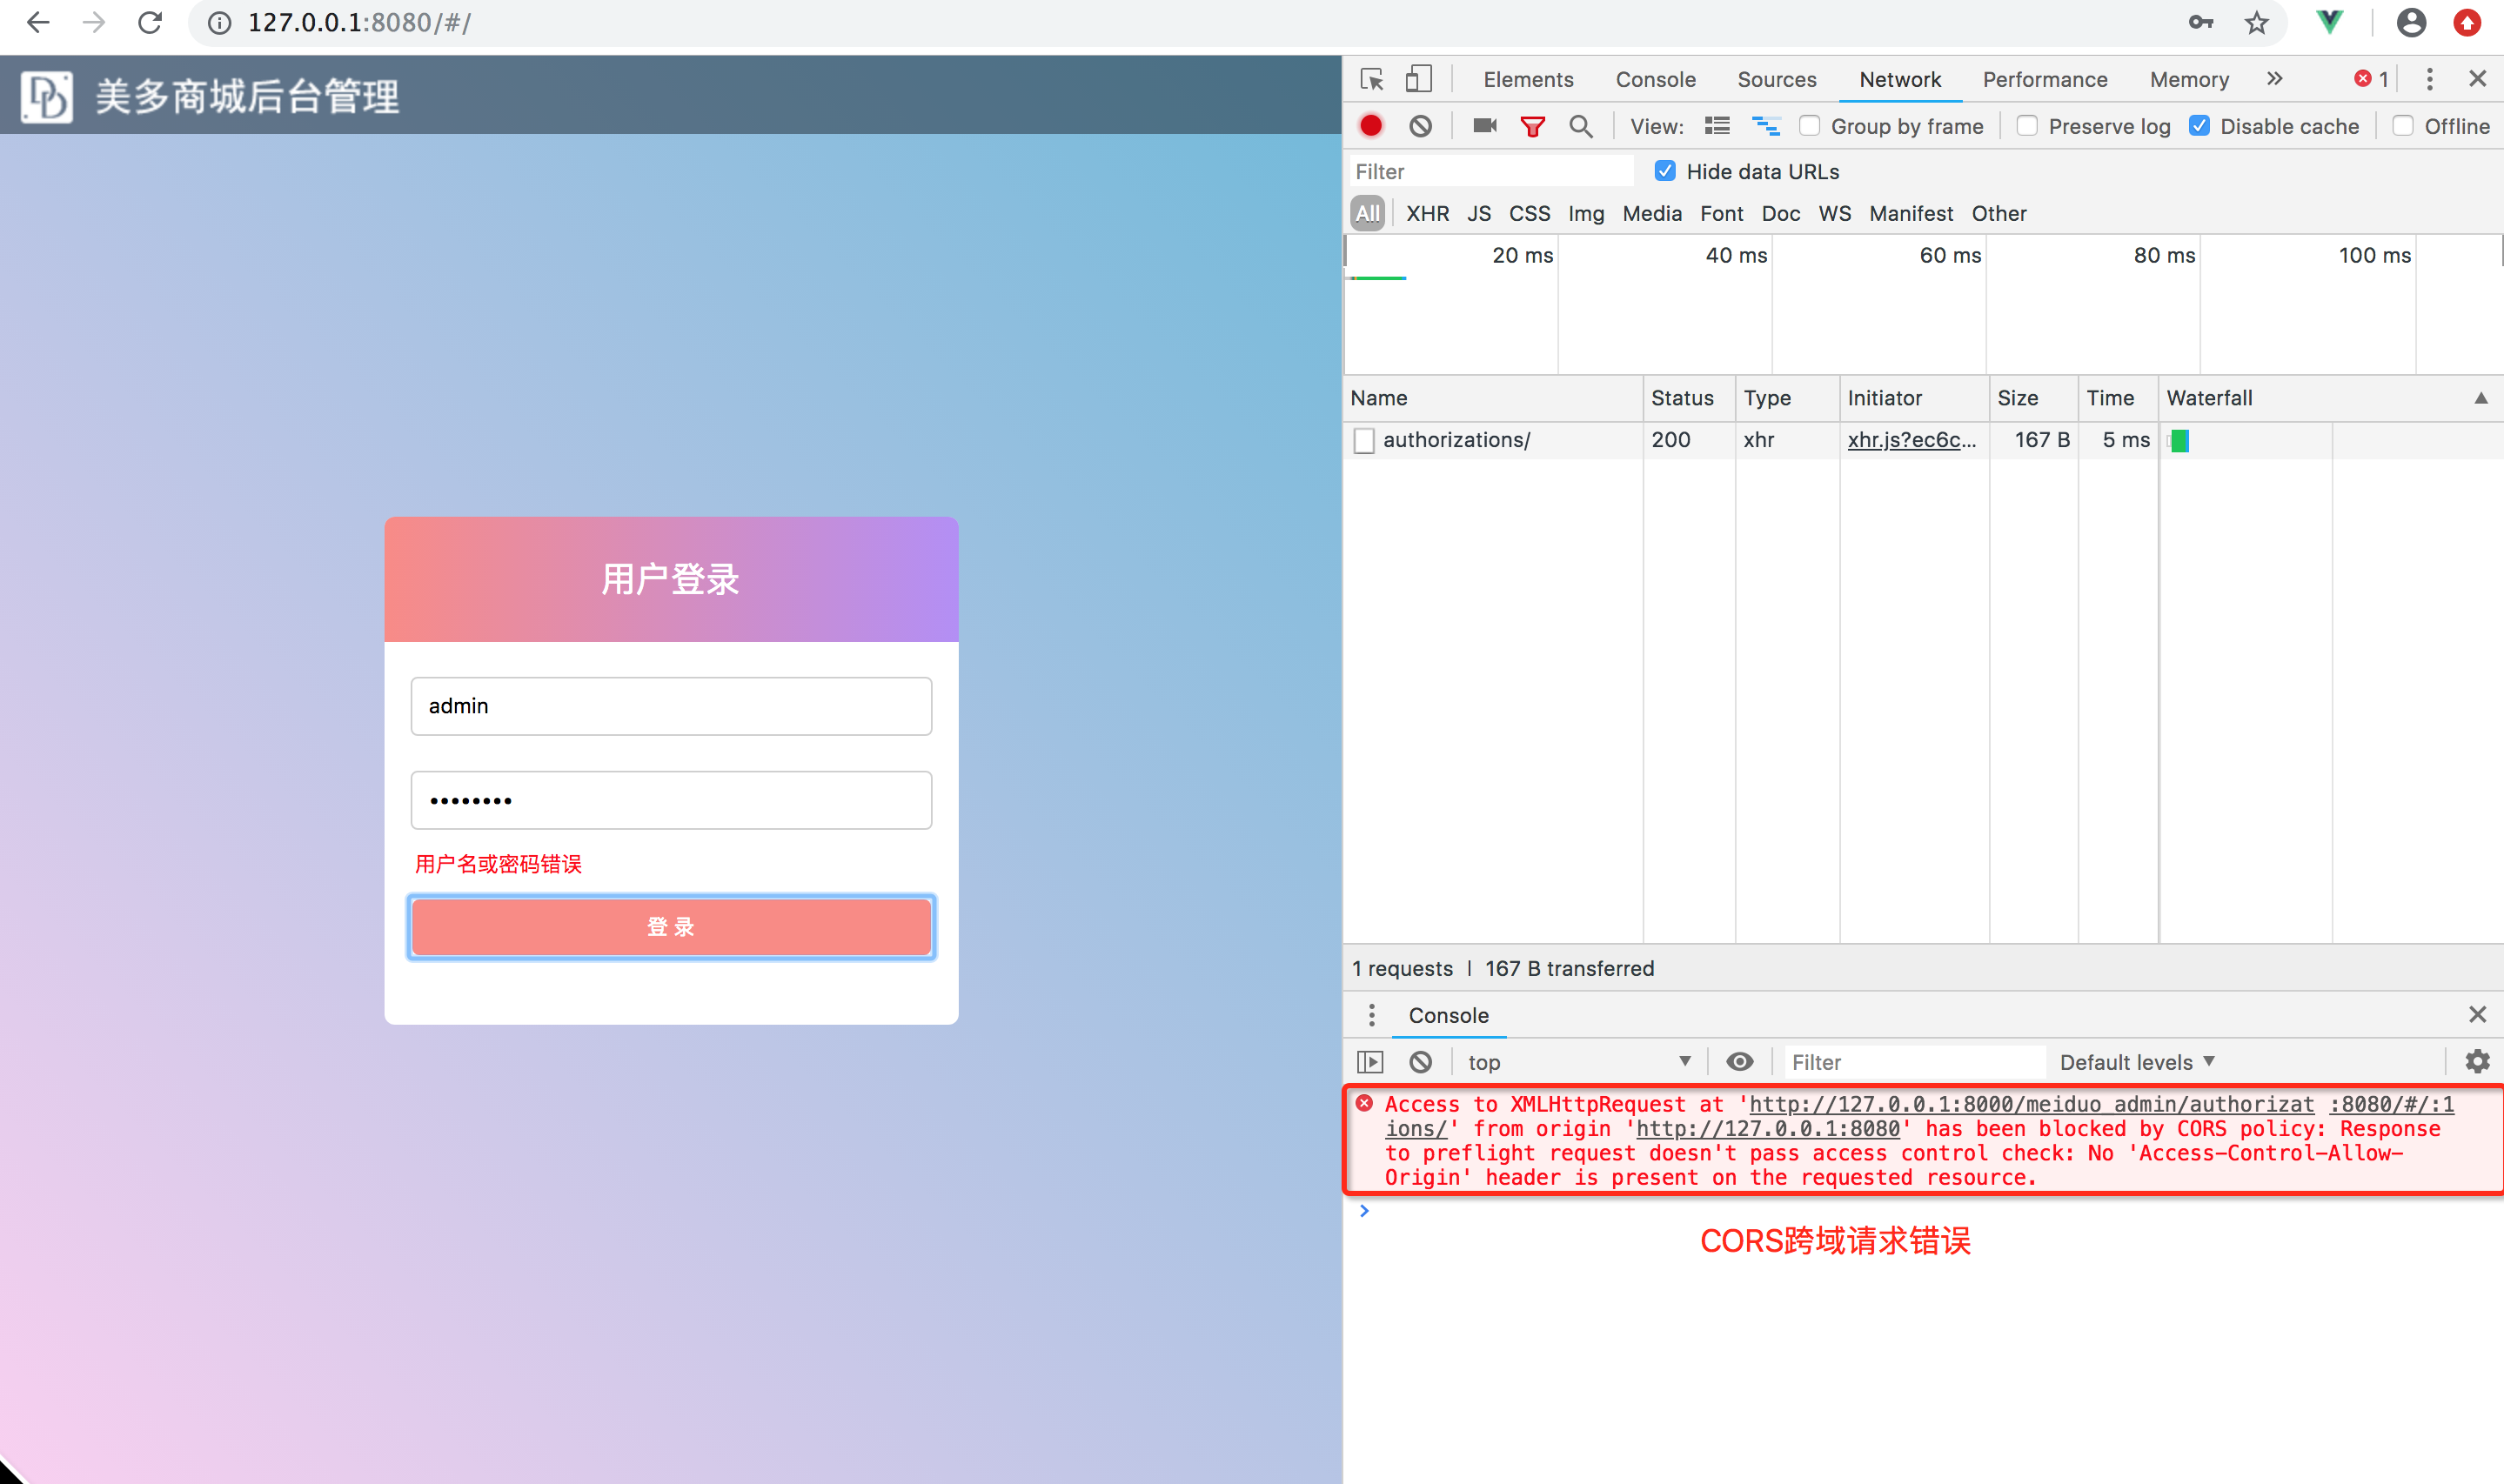 127.0.0.1:8080/#/
美多商城后台管理
用户登录
admin
••••••••
用户名或密码错误
登 录
Elements Console Sources Network Performance Memory » 1
View: Group by frame Preserve log Disable cache Offline
Filter Hide data URLs
All XHR JS CSS Img Media Font Doc WS Manifest Other
20 ms 40 ms 60 ms 80 ms 100 ms
Name Status Type Initiator Size Time Waterfall
authorizations/ 200 xhr xhr.js?ec6c... 167 B 5 ms
1 requests | 167 B transferred
Console
top Filter Default levels
Access to XMLHttpRequest at 'http://127.0.0.1:8000/meiduo_admin/authorizat :8080/#/:1
ions/' from origin 'http://127.0.0.1:8080' has been blocked by CORS policy: Response
to preflight request doesn't pass access control check: No 'Access-Control-Allow-
Origin' header is present on the requested resource.
CORS跨域请求错误